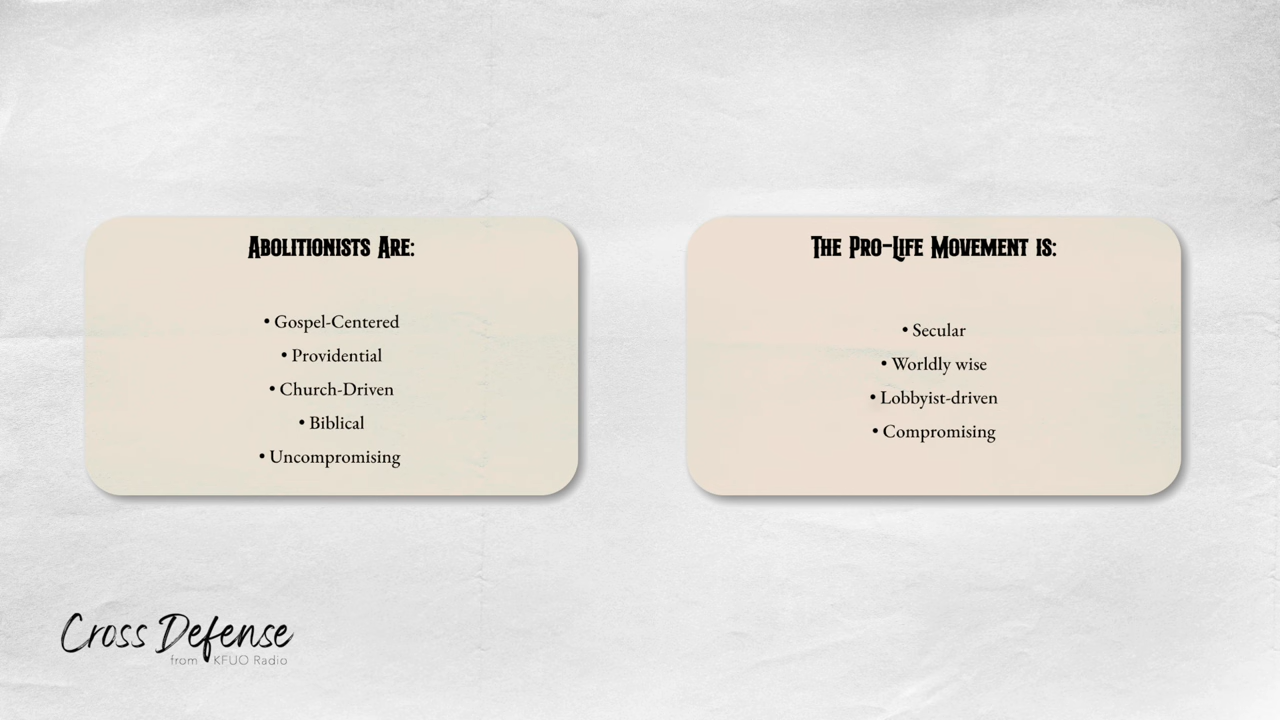 Abolitionists Are:
• Gospel-Centered
• Providential
• Church-Driven
• Biblical
• Uncompromising
The Pro-Life Movement is:
• Secular
• Worldly wise
• Lobbyist-driven
• Compromising
Cross Defense
from KFUO Radio